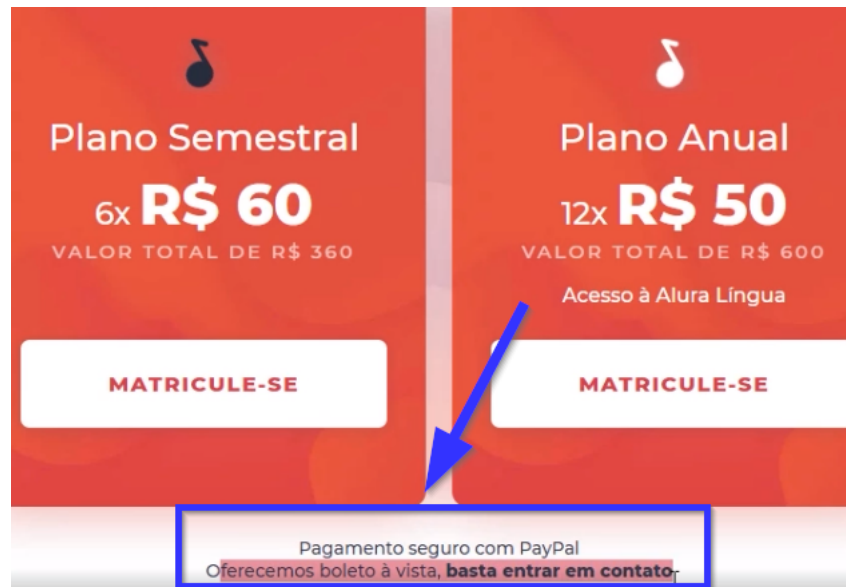 Plano Semestral
6x R$ 60
VALOR TOTAL DE R$ 360
MATRICULE-SE
Plano Anual
12x R$ 50
VALOR TOTAL DE R$ 600
Acesso à Alura Língua
MATRICULE-SE
Pagamento seguro com PayPal
Oferecemos boleto à vista, basta entrar em contato